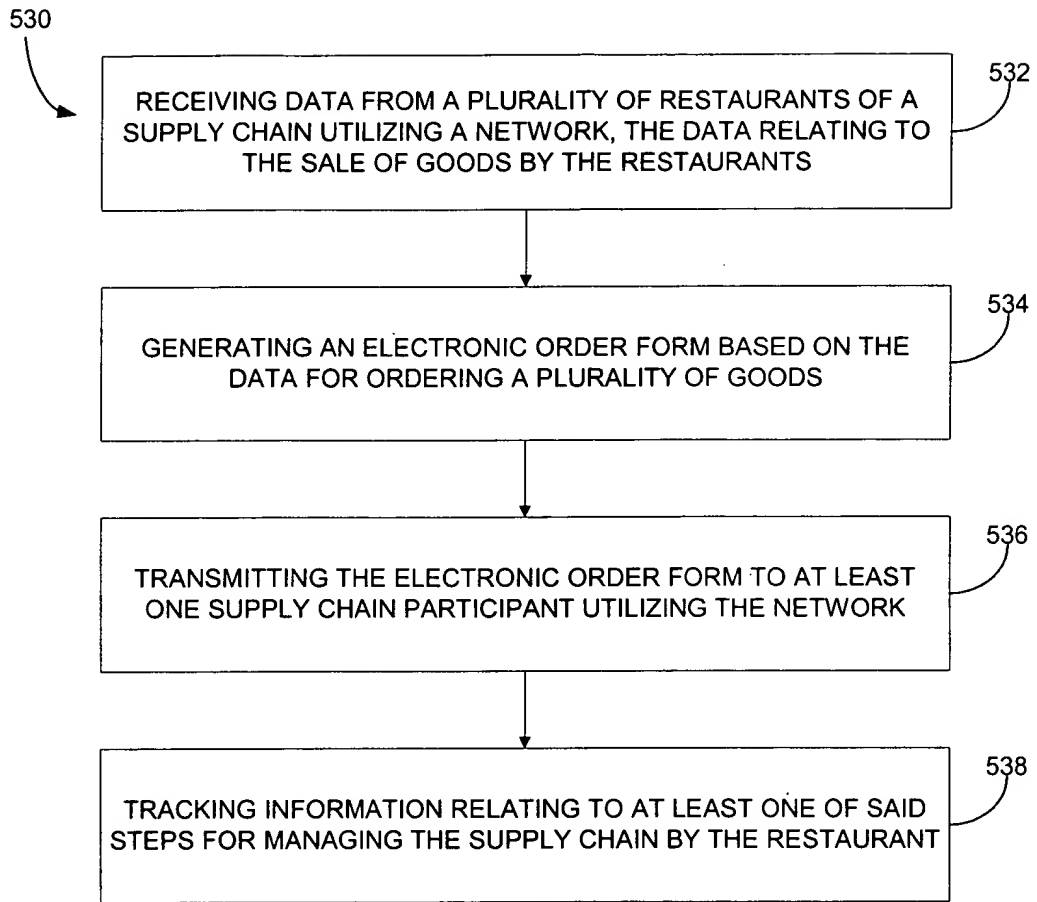 530
532
RECEIVING DATA FROM A PLURALITY OF RESTAURANTS OF A
SUPPLY CHAIN UTILIZING A NETWORK, THE DATA RELATING TO
THE SALE OF GOODS BY THE RESTAURANTS
534
GENERATING AN ELECTRONIC ORDER FORM BASED ON THE
DATA FOR ORDERING A PLURALITY OF GOODS
536
TRANSMITTING THE ELECTRONIC ORDER FORM TO AT LEAST
ONE SUPPLY CHAIN PARTICIPANT UTILIZING THE NETWORK
538
TRACKING INFORMATION RELATING TO AT LEAST ONE OF SAID
STEPS FOR MANAGING THE SUPPLY CHAIN BY THE RESTAURANT